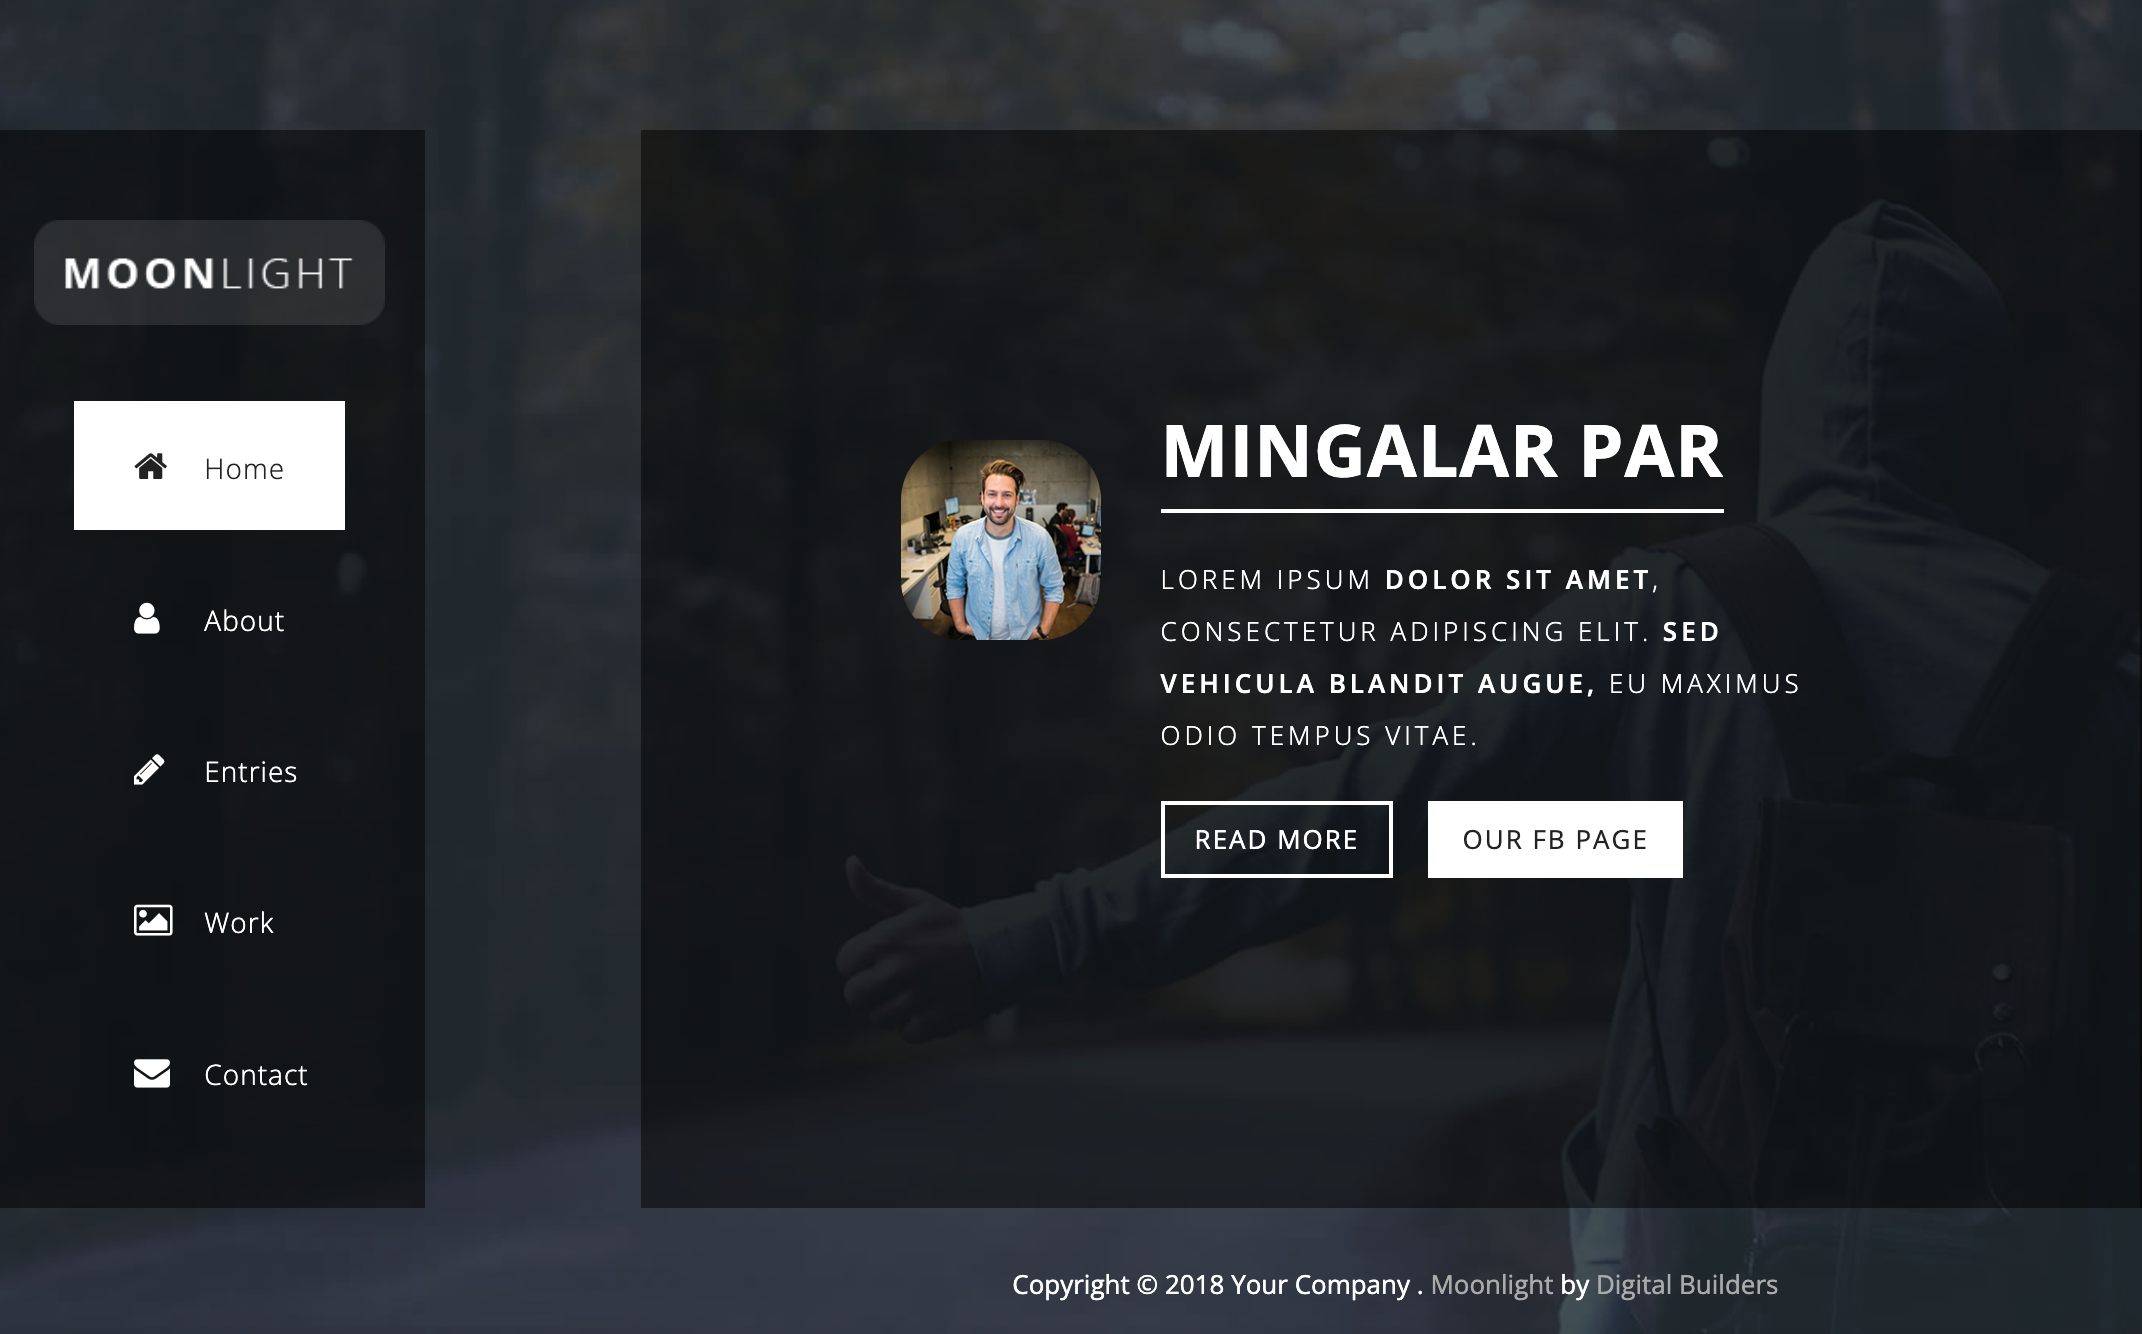 MOONLIGHT
Home
About
Entries
Work
Contact
MINGALAR PAR
LOREM IPSUM DOLOR SIT AMET,
CONSECTETUR ADIPISCING ELIT. SED
VEHICULA BLANDIT AUGUE, EU MAXIMUS
ODIO TEMPUS VITAE.
READ MORE
OUR FB PAGE
Copyright © 2018 Your Company . Moonlight by Digital Builders